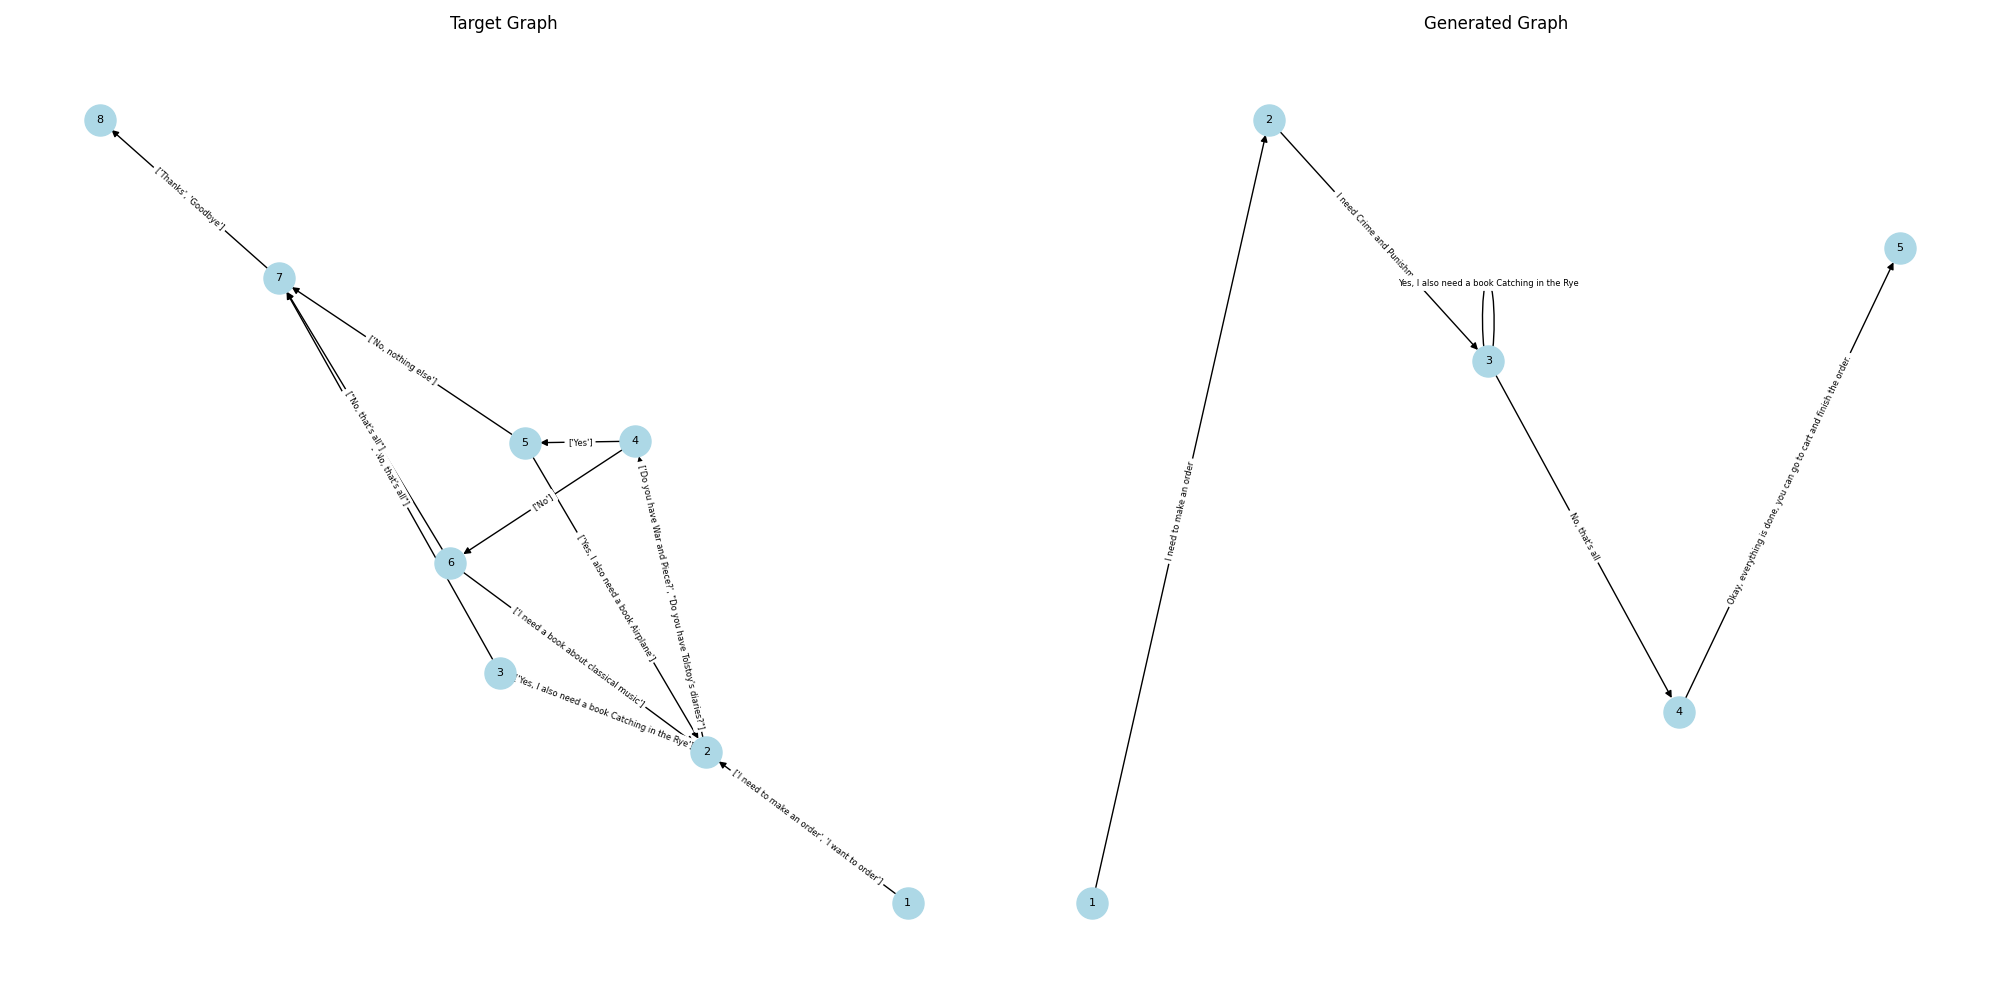 Target Graph
8
['Thanks', 'Goodbye']
7
['No, nothing else']
["No, that's all"]
No, that's all"]
5
['Yes']
4
['No']
['Do you have War and Piece?', "Do you have Tolstoy's diaries?"]
['Yes, I also need a book Airplane']
6
['I need a book about classical music']
3
['Yes, I also need a book Catching in the Rye']
2
['I need to make an order', 'I want to order']
1
Generated Graph
2
I need Crime and
Yes, I also need a book Catching in the Rye
3
5
I need to make an order
No, that's all
Okay, everything is done, you can go to cart and finish the order.
4
1